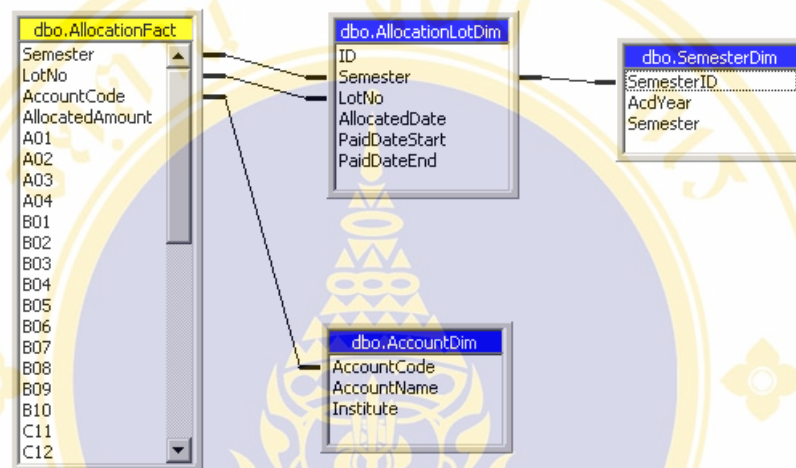 dbo.AllocationFact
Semester
LotNo
AccountCode
AllocatedAmount
A01
A02
A03
A04
B01
B02
B03
B04
B05
B06
B07
B08
B09
B10
C11
C12
dbo.AllocationLotDim
ID
Semester
LotNo
AllocatedDate
PaidDateStart
PaidDateEnd
dbo.SemesterDim
SemesterID
AcdYear
Semester
dbo.AccountDim
AccountCode
AccountName
Institute